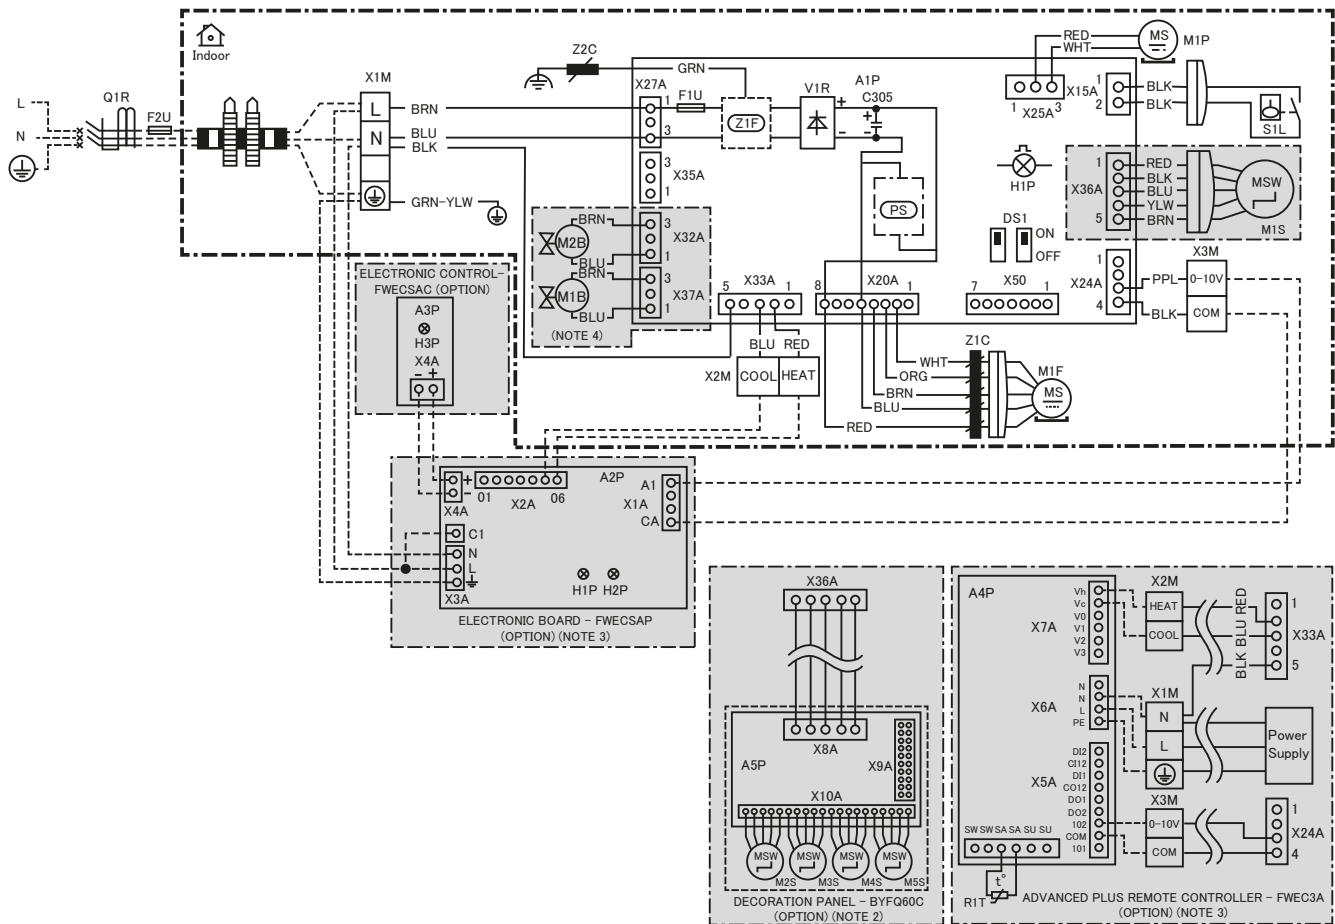 Indoor
L
N
Q1R
F2U
X1M
L
N
BRN
BLU
BLK
GRN-YLW
Z2C
GRN
X27A
1
3
F1U
Z1F
V1R
A1P
C305
+
-
+
-
PS
X35A
3
1
BRN
M2B
BLU
X32A
3
1
BRN
M1B
BLU
X37A
3
1
(NOTE 4)
RED
WHT
MS
M1P
1 X25A 3
X15A
1
2
BLK
BLK
S1L
H1P
X36A
1
5
RED
BLK
BLU
YLW
BRN
MSW
M1S
DS1
ON
OFF
X3M
X24A
1
4
PPL
BLK
0-10V
COM
5 X33A 1
8 X20A 1
7 X50 1
BLU RED
X2M COOL HEAT
WHT
ORG
BRN
BLU
RED
Z1C
M1F
MS
ELECTRONIC CONTROL-
FWECSAC (OPTION)
A3P
H3P
X4A
- +
+
-
X4A
01 X2A 06
A2P
A1
X1A
CA
C1
N
L
X3A
H1P H2P
ELECTRONIC BOARD - FWECSAP
(OPTION) (NOTE 3)
X36A
X8A
A5P
X9A
X10A
MSW MSW MSW MSW
M2S M3S M4S M5S
DECORATION PANEL - BYFQ60C
(OPTION) (NOTE 2)
A4P
X7A
Vh
Vc
V0
V1
V2
V3
X6A
N
N
L
PE
X5A
DI2
CI12
DI1
CO12
DO1
DO2
102
COM
101
SW SW SA SA SU SU
t°
R1T
X2M
HEAT
COOL
BLK BLU RED
1
X33A
5
X1M
N
L
Power
Supply
X3M
0-10V
COM
1
X24A
4
ADVANCED PLUS REMOTE CONTROLLER - FWEC3A
(OPTION) (NOTE 3)